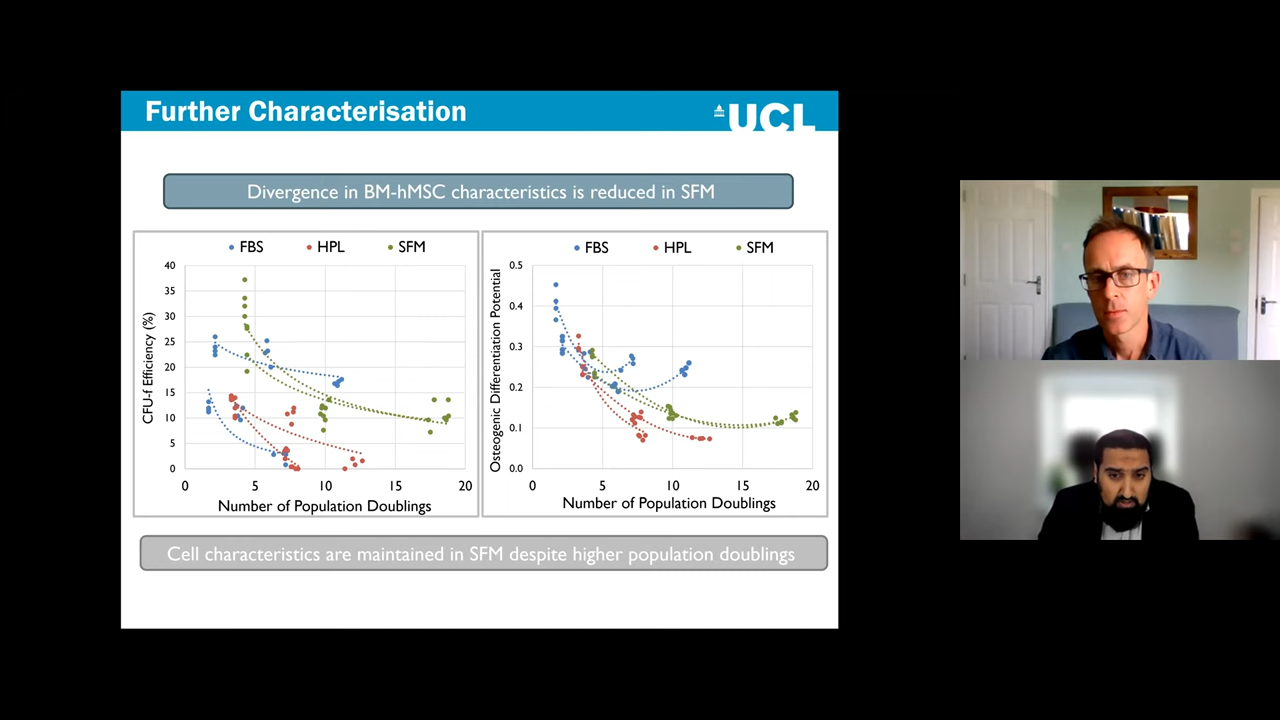 Further Characterisation
UCL
Divergence in BM-hMSC characteristics is reduced in SFM
FBS HPL SFM
40
35
30
25
20
15
10
5
0
CFU-f Efficiency (%)
0 5 10 15 20
Number of Population Doublings
FBS HPL SFM
0.5
0.4
0.3
0.2
0.1
0.0
Osteogenic Differentiation Potential
0 5 10 15 20
Number of Population Doublings
Cell characteristics are maintained in SFM despite higher population doublings